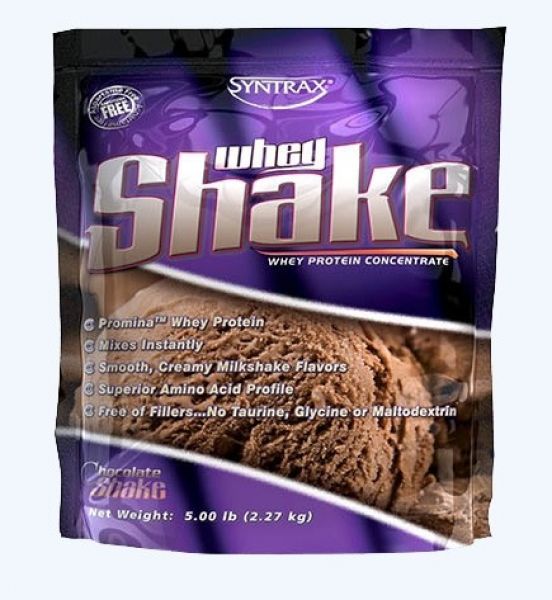 SYNTRAX®
FREE
whey
Shake
WHEY PROTEIN CONCENTRATE
Promina™ Whey Protein
Mixes Instantly
Smooth, Creamy Milkshake Flavors
Superior Amino Acid Profile
Free of Fillers...No Taurine, Glycine or Maltodextrin
Chocolate
Shake
Net Weight: 5.00 lb (2.27 kg)